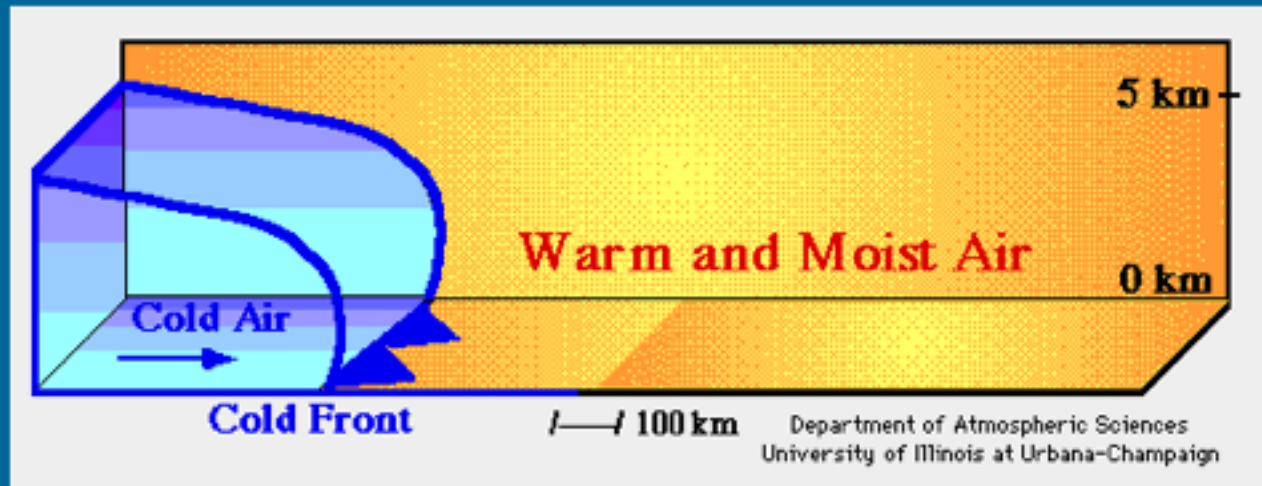 5 km
Warm and Moist Air
0 km
Cold Air
Cold Front
100 km
Department of Atmospheric Sciences
University of Illinois at Urbana-Champaign